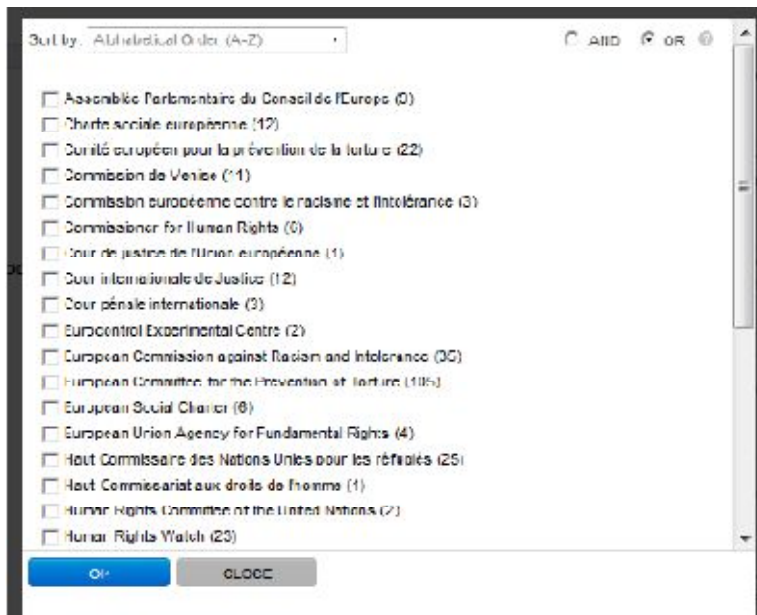 Sort by: Alphabetical Order (A-Z) AND OR
Assemblée Parlementaire du Conseil de l'Europe (9)
Charte sociale européenne (12)
Comité européen pour la prévention de la torture (22)
Commission de Venise (11)
Commission européenne contre le racisme et l'intolérance (3)
Commissioner for Human Rights (6)
Cour de justice de l'Union européenne (1)
Cour internationale de Justice (12)
Cour pénale internationale (3)
Eurocontrol Experimental Centre (2)
European Commission against Racism and Intolerance (35)
European Committee for the Prevention of Torture (105)
European Social Charter (6)
European Union Agency for Fundamental Rights (4)
Haut Commissaire des Nations Unies pour les réfugiés (25)
Haut Commissariat aux droits de l'homme (1)
Human Rights Committee of the United Nations (2)
Human Rights Watch (23)
OK CLOSE